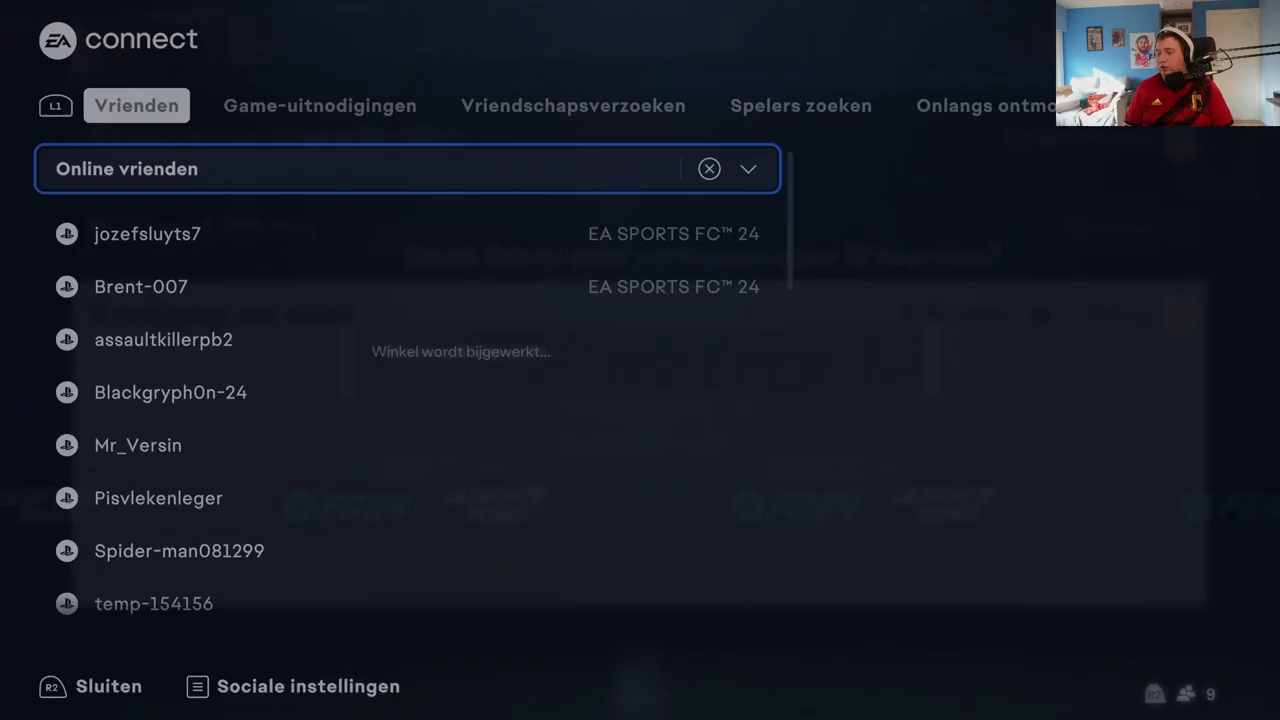 EA connect
L1 Vrienden Game-uitnodigingen Vriendschapsverzoeken Spelers zoeken Onlangs ontmo
Online vrienden
jozefsluyts7 EA SPORTS FC™ 24
Brent-007 EA SPORTS FC™ 24
assaultkillerpb2
Winkel wordt bijgewerkt...
Blackgryph0n-24
Mr_Versin
Pisvlekenleger
Spider-man081299
temp-154156
R2 Sluiten Sociale instellingen
R2 9